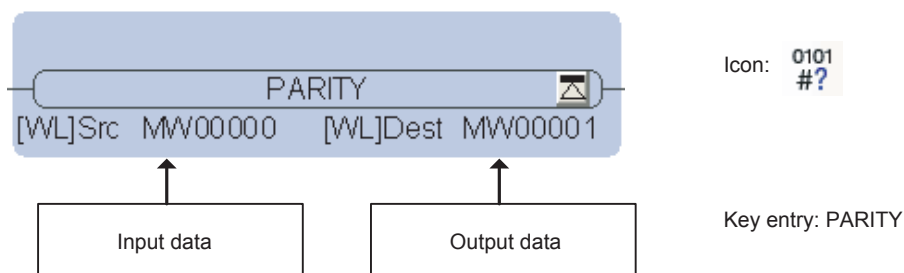 PARITY
[WL]Src MW00000 [WL]Dest MW00001
Input data
Output data
Icon: 0101
#?
Key entry: PARITY